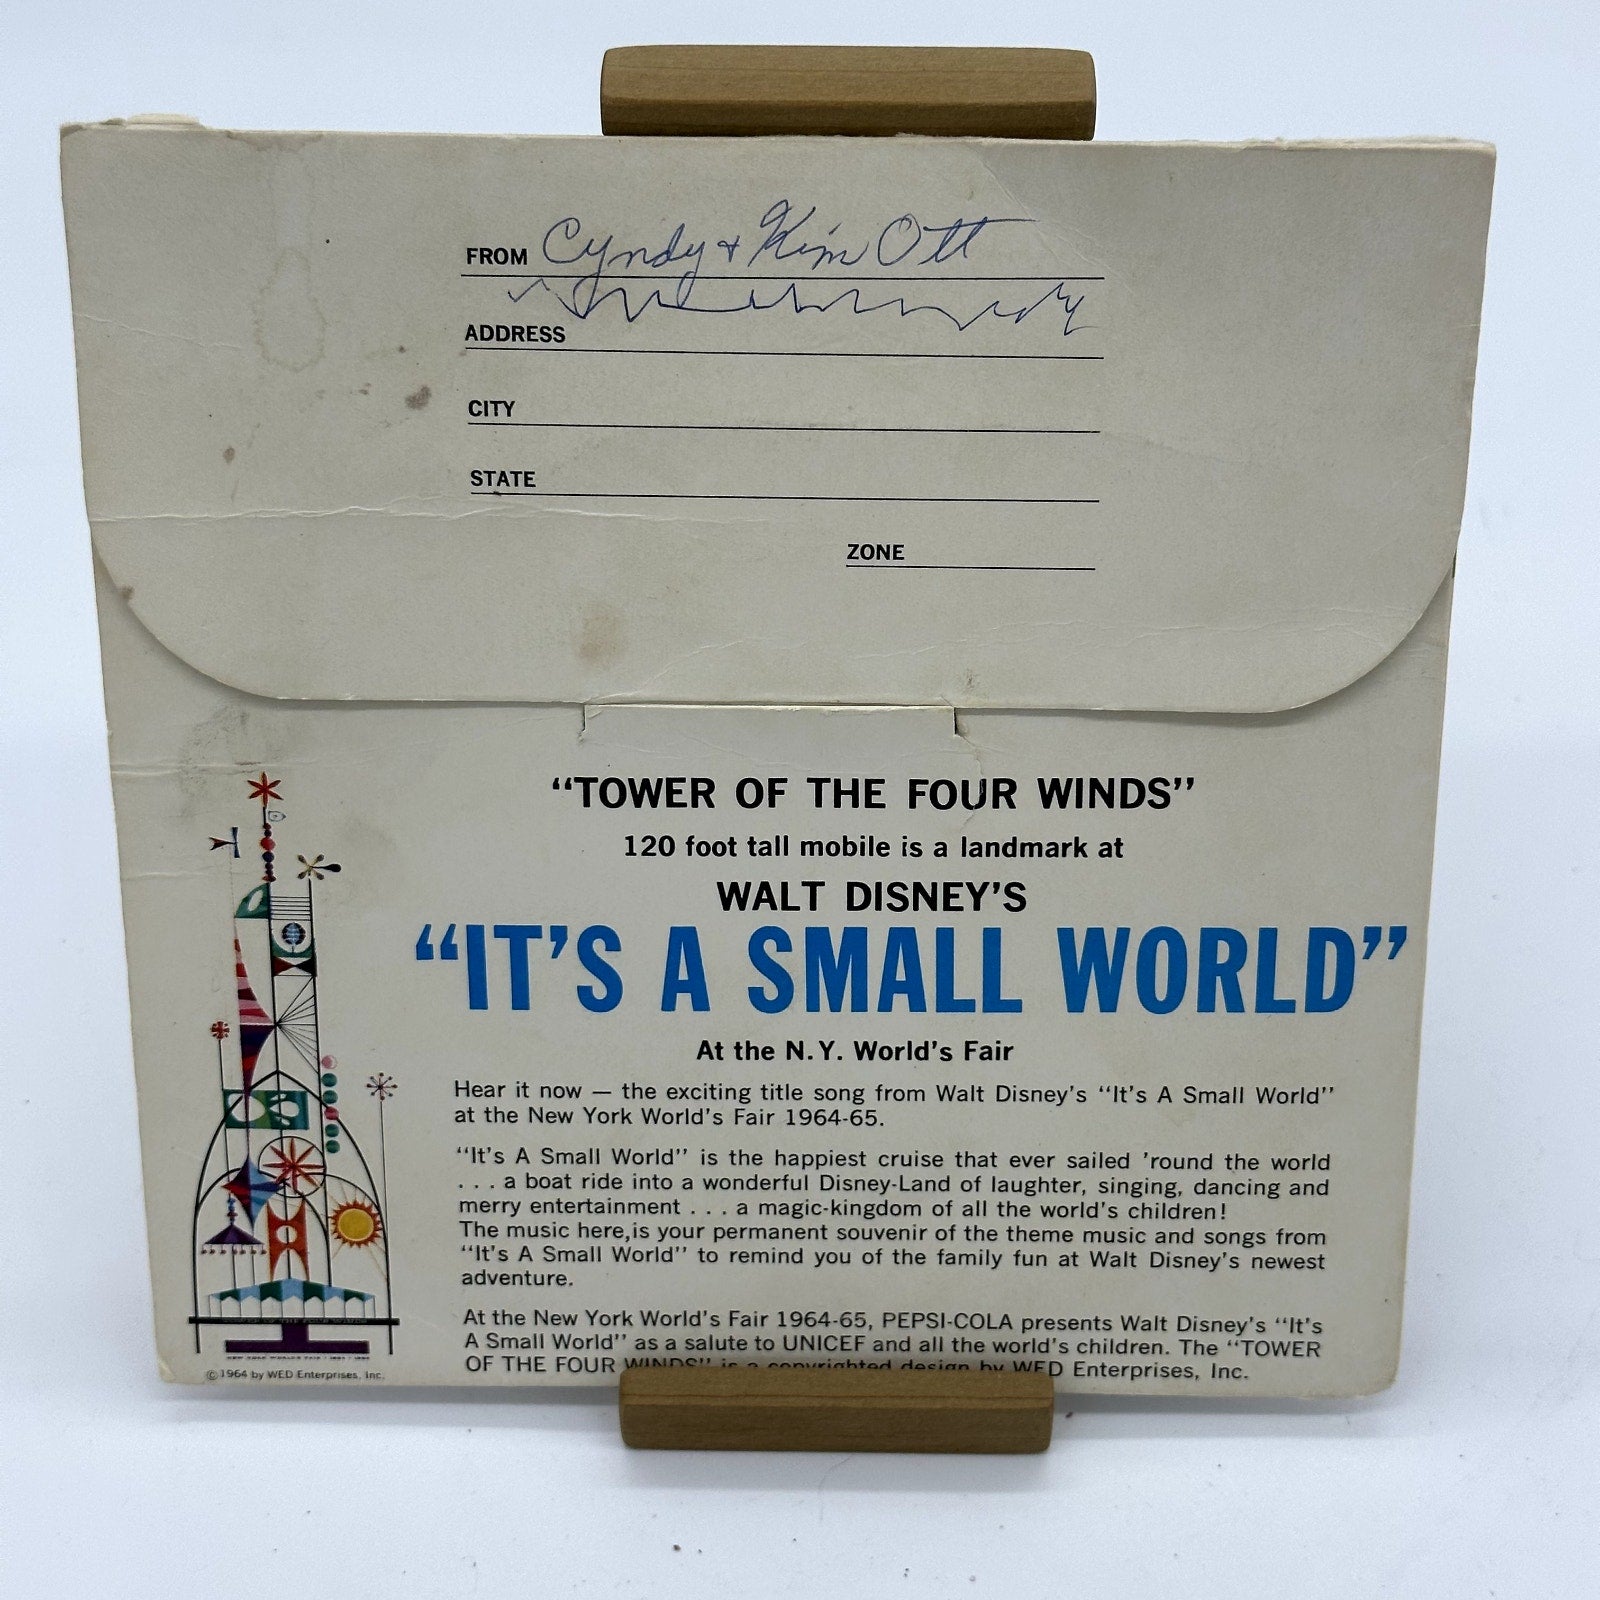 FROM Cyndy + Kim Ott
ADDRESS
CITY
STATE
ZONE
“TOWER OF THE FOUR WINDS”
120 foot tall mobile is a landmark at
WALT DISNEY’S
“IT’S A SMALL WORLD”
At the N.Y. World’s Fair
Hear it now — the exciting title song from Walt Disney’s “It’s A Small World”
at the New York World’s Fair 1964-65.
“It’s A Small World” is the happiest cruise that ever sailed ’round the world
. . . a boat ride into a wonderful Disney-Land of laughter, singing, dancing and
merry entertainment . . . a magic-kingdom of all the world’s children!
The music here,is your permanent souvenir of the theme music and songs from
“It’s A Small World” to remind you of the family fun at Walt Disney’s newest
adventure.
At the New York World’s Fair 1964-65, PEPSI-COLA presents Walt Disney’s “It’s
A Small World” as a salute to UNICEF and all the world’s children. The “TOWER
OF THE FOUR WINDS” is a copyrighted design by WED Enterprises, Inc.
©1964 by WED Enterprises, Inc.